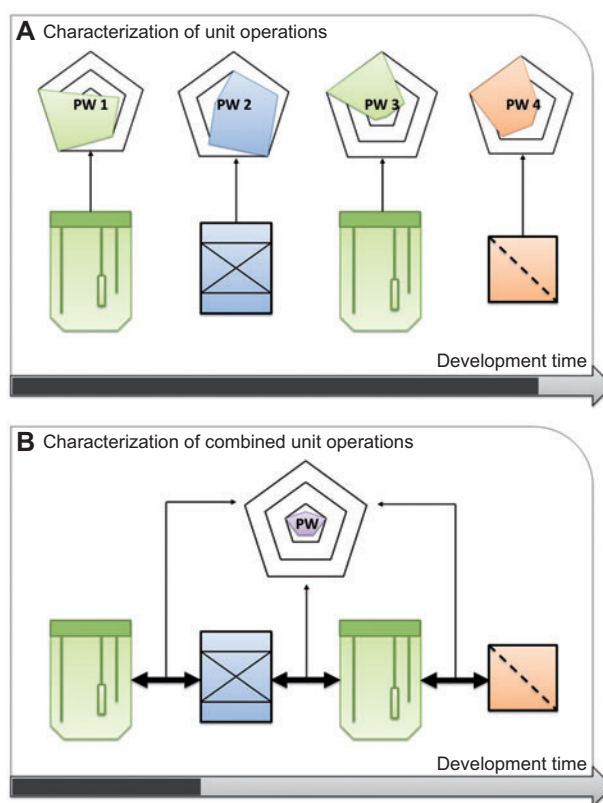 A Characterization of unit operations
PW 1 PW 2 PW 3 PW 4
Development time
B Characterization of combined unit operations
PW
Development time